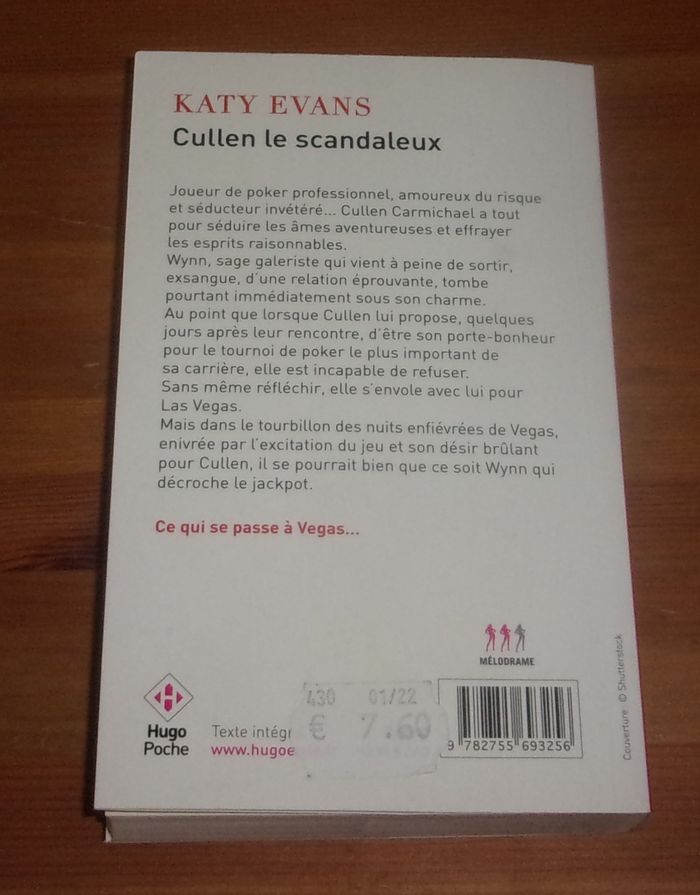 KATY EVANS
Cullen le scandaleux
Joueur de poker professionnel, amoureux du risque
et séducteur invétéré... Cullen Carmichael a tout
pour séduire les âmes aventureuses et effrayer
les esprits raisonnables.
Wynn, sage galeriste qui vient à peine de sortir,
exsangue, d'une relation éprouvante, tombe
pourtant immédiatement sous son charme.
Au point que lorsque Cullen lui propose, quelques
jours après leur rencontre, d'être son porte-bonheur
pour le tournoi de poker le plus important de
sa carrière, elle est incapable de refuser.
Sans même réfléchir, elle s'envole avec lui pour
Las Vegas.
Mais dans le tourbillon des nuits enfiévrées de Vegas,
enivrée par l'excitation du jeu et son désir brûlant
pour Cullen, il se pourrait bien que ce soit Wynn qui
décroche le jackpot.
Ce qui se passe à Vegas...
MÉLODRAME
Hugo
Poche
Texte intégr
www.hugoe
430 01/22
€ 7.60
9 782755 693256
Couverture : © Shutterstock